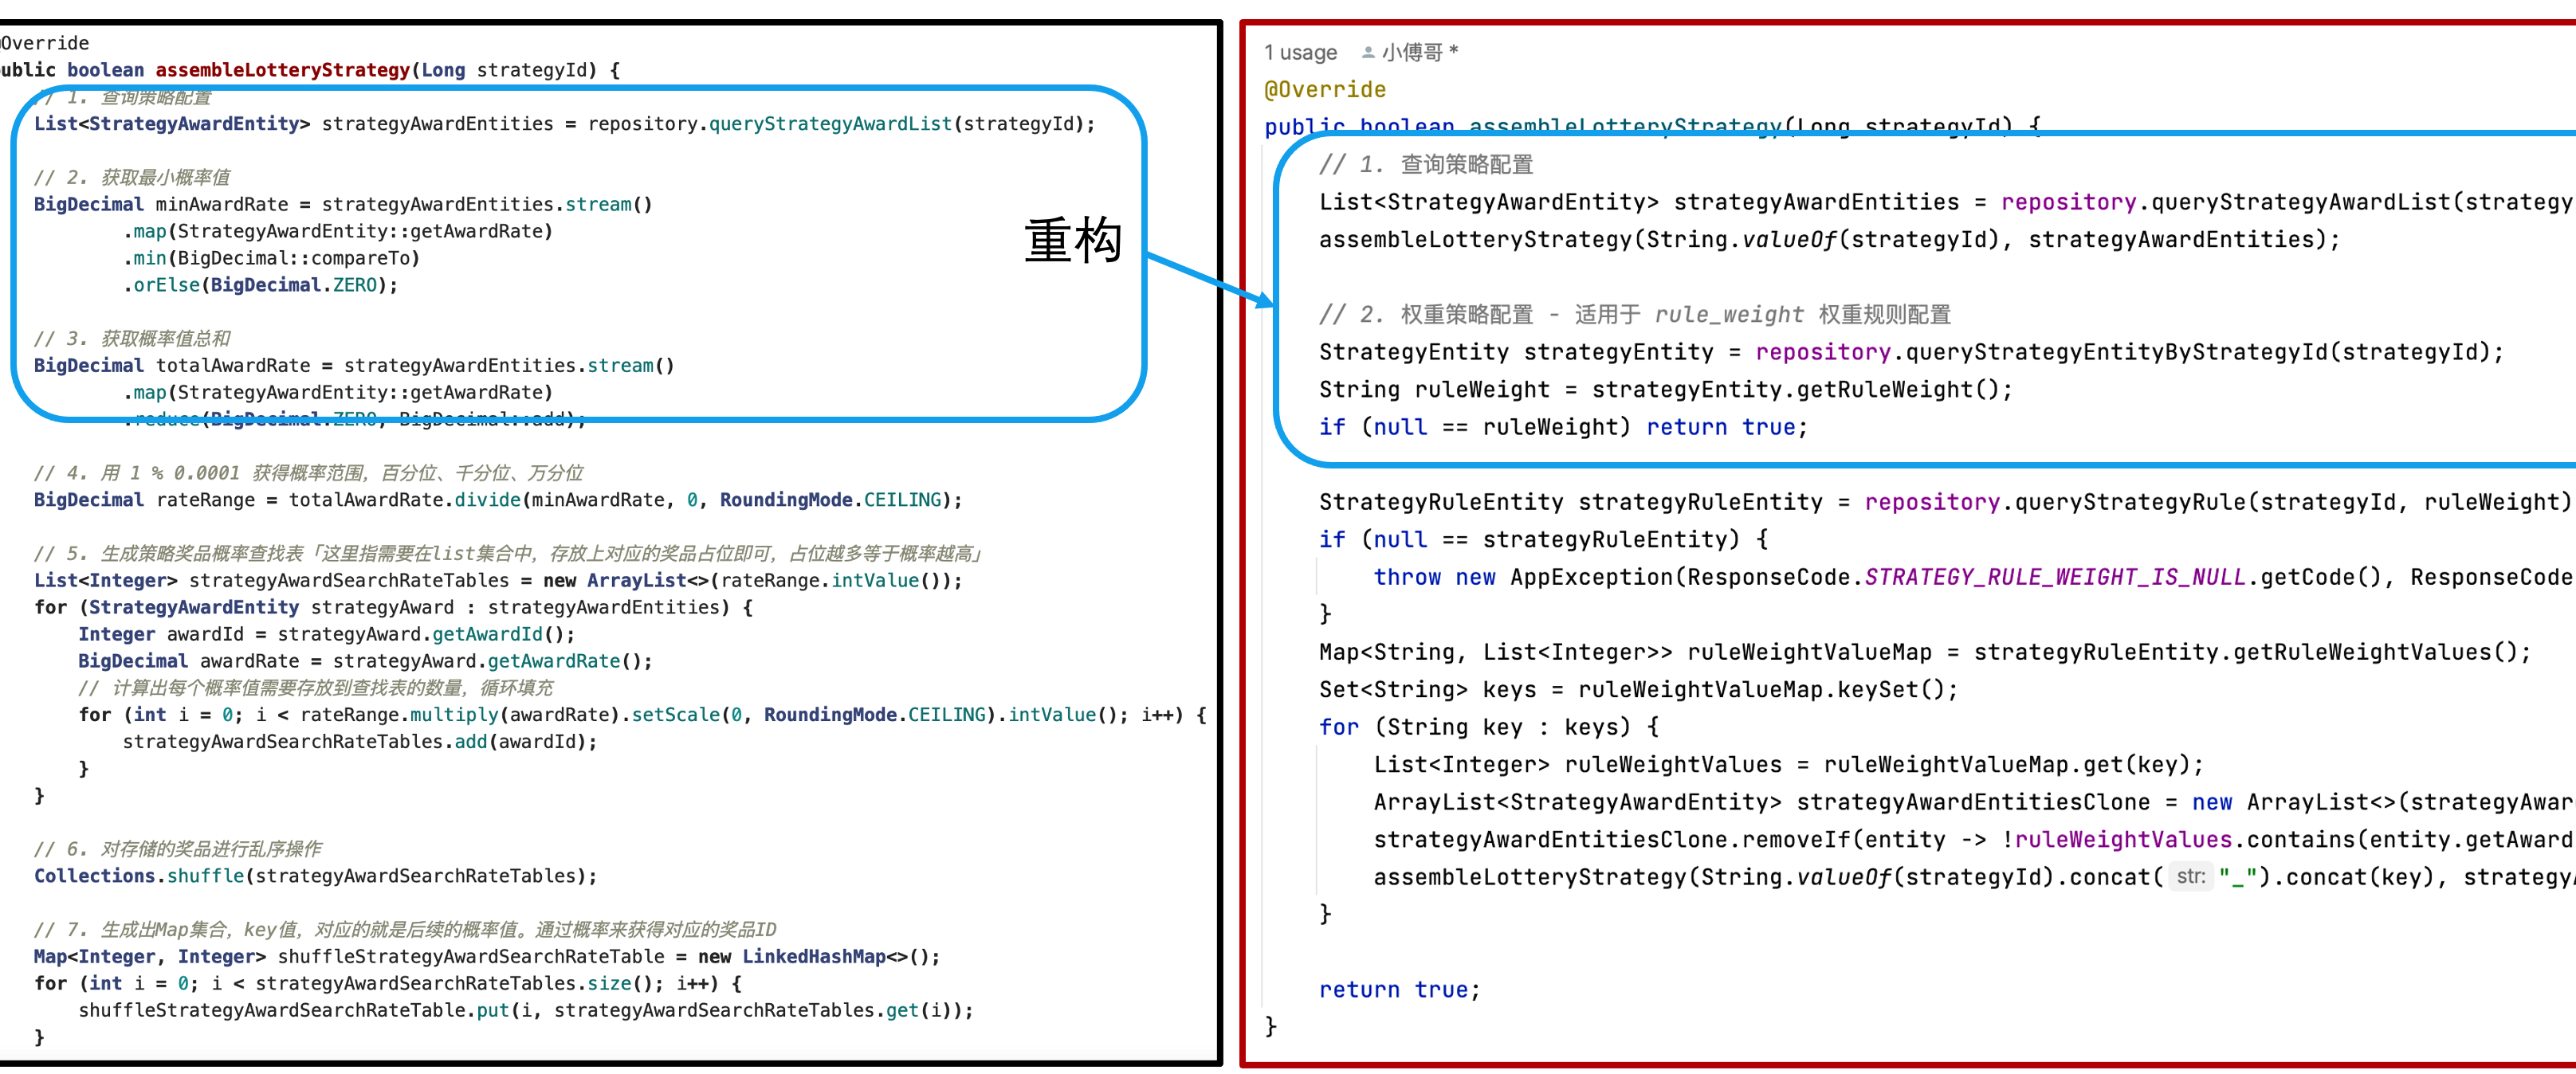 @Override
public boolean assembleLotteryStrategy(Long strategyId) {
// 1. 查询策略配置
List<StrategyAwardEntity> strategyAwardEntities = repository.queryStrategyAwardList(strategyId);
// 2. 获取最小概率值
BigDecimal minAwardRate = strategyAwardEntities.stream()
.map(StrategyAwardEntity::getAwardRate)
.min(BigDecimal::compareTo)
.orElse(BigDecimal.ZERO);
// 3. 获取概率值总和
BigDecimal totalAwardRate = strategyAwardEntities.stream()
.map(StrategyAwardEntity::getAwardRate)
.reduce(BigDecimal.ZERO, BigDecimal::add);
// 4. 用 1 % 0.0001 获得概率范围，百分位、千分位、万分位
BigDecimal rateRange = totalAwardRate.divide(minAwardRate, 0, RoundingMode.CEILING);
// 5. 生成策略奖品概率查找表「这里指需要在list集合中，存放上对应的奖品占位即可，占位越多等于概率越高」
List<Integer> strategyAwardSearchRateTables = new ArrayList<>(rateRange.intValue());
for (StrategyAwardEntity strategyAward : strategyAwardEntities) {
Integer awardId = strategyAward.getAwardId();
BigDecimal awardRate = strategyAward.getAwardRate();
// 计算出每个概率值需要存放到查找表的数量，循环填充
for (int i = 0; i < rateRange.multiply(awardRate).setScale(0, RoundingMode.CEILING).intValue(); i++) {
strategyAwardSearchRateTables.add(awardId);
}
}
// 6. 对存储的奖品进行乱序操作
Collections.shuffle(strategyAwardSearchRateTables);
// 7. 生成出Map集合，key值，对应的就是后续的概率值。通过概率来获得对应的奖品ID
Map<Integer, Integer> shuffleStrategyAwardSearchRateTable = new LinkedHashMap<>();
for (int i = 0; i < strategyAwardSearchRateTables.size(); i++) {
shuffleStrategyAwardSearchRateTable.put(i, strategyAwardSearchRateTables.get(i));
}
重构
1 usage 小傅哥 *
@Override
public boolean assembleLotteryStrategy(Long strategyId) {
// 1. 查询策略配置
List<StrategyAwardEntity> strategyAwardEntities = repository.queryStrategyAwardList(strategy
assembleLotteryStrategy(String.valueOf(strategyId), strategyAwardEntities);
// 2. 权重策略配置 - 适用于 rule_weight 权重规则配置
StrategyEntity strategyEntity = repository.queryStrategyEntityByStrategyId(strategyId);
String ruleWeight = strategyEntity.getRuleWeight();
if (null == ruleWeight) return true;
StrategyRuleEntity strategyRuleEntity = repository.queryStrategyRule(strategyId, ruleWeight)
if (null == strategyRuleEntity) {
throw new AppException(ResponseCode.STRATEGY_RULE_WEIGHT_IS_NULL.getCode(), ResponseCode
}
Map<String, List<Integer>> ruleWeightValueMap = strategyRuleEntity.getRuleWeightValues();
Set<String> keys = ruleWeightValueMap.keySet();
for (String key : keys) {
List<Integer> ruleWeightValues = ruleWeightValueMap.get(key);
ArrayList<StrategyAwardEntity> strategyAwardEntitiesClone = new ArrayList<>(strategyAwar
strategyAwardEntitiesClone.removeIf(entity -> !ruleWeightValues.contains(entity.getAward
assembleLotteryStrategy(String.valueOf(strategyId).concat( str: "_").concat(key), strategyA
}
return true;
}